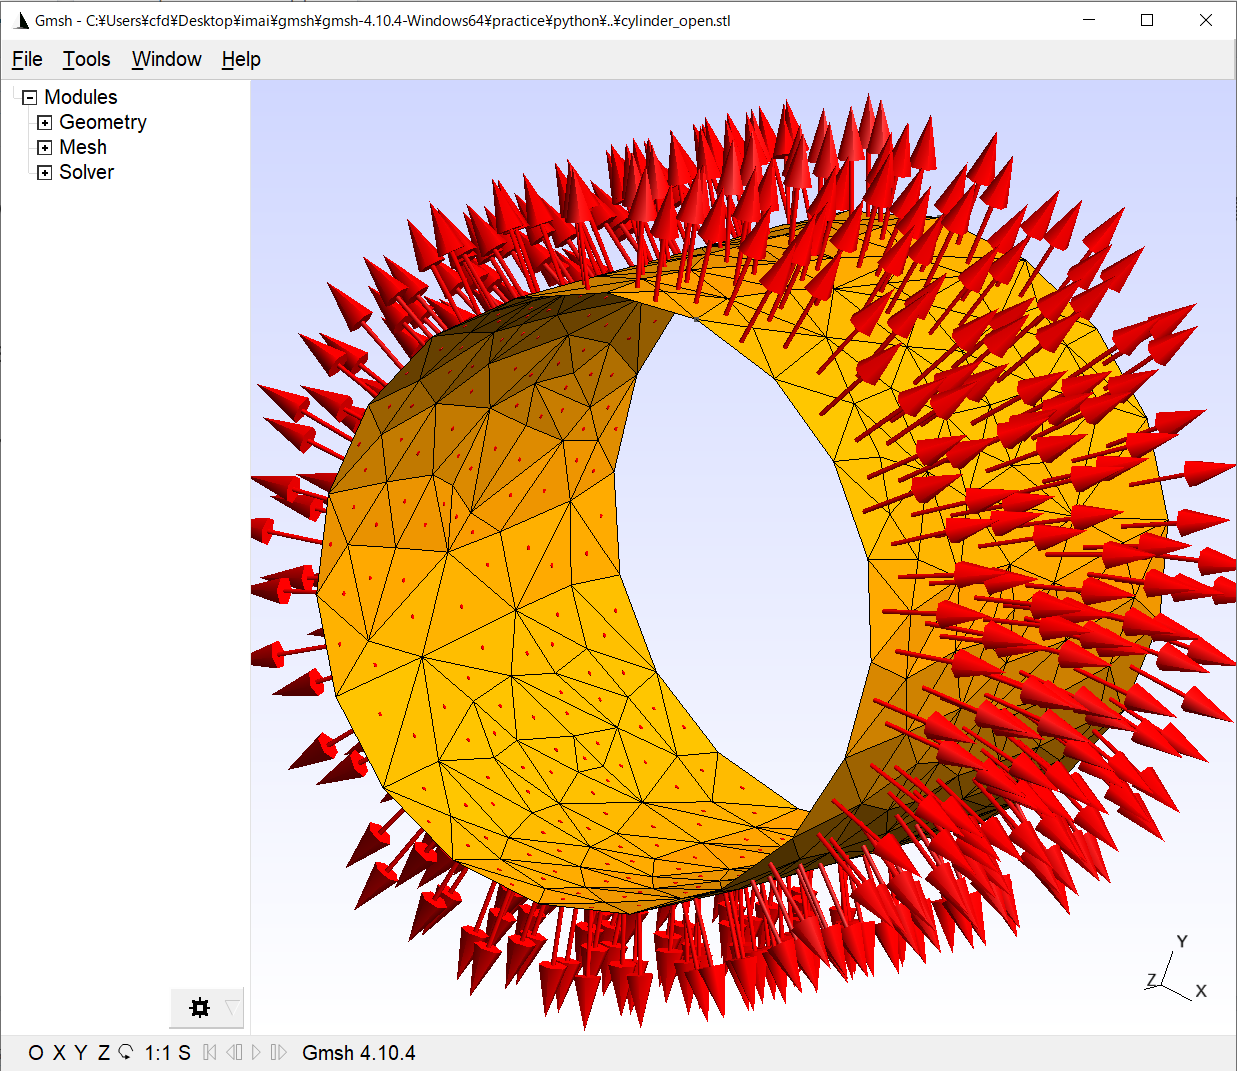 Gmsh - C:¥Users¥cfd¥Desktop¥imai¥gmsh¥gmsh-4.10.4-Windows64¥practice¥python¥..¥cylinder_open.stl
File Tools Window Help
Modules
Geometry
Mesh
Solver
Y
Z
X
O X Y Z 1:1 S Gmsh 4.10.4